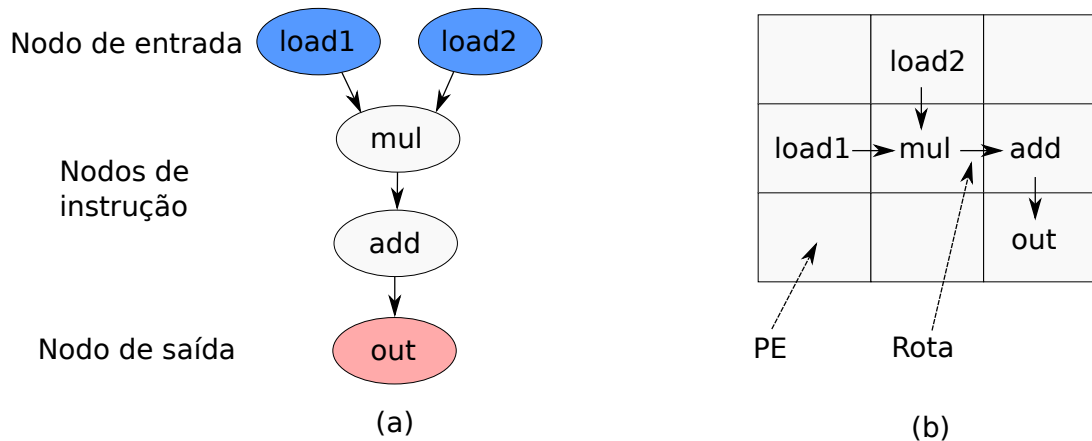 Nodo de entrada
load1
load2
mul
Nodos de
instrução
add
Nodo de saída
out
(a)
load2
load1
mul
add
out
PE
Rota
(b)